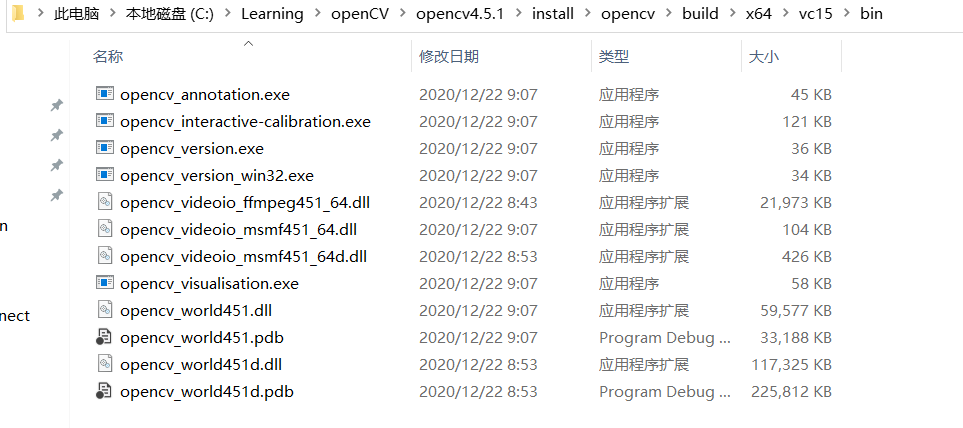 此电脑 > 本地磁盘 (C:) > Learning > openCV > opencv4.5.1 > install > opencv > build > x64 > vc15 > bin
名称 修改日期 类型 大小
opencv_annotation.exe 2020/12/22 9:07 应用程序 45 KB
opencv_interactive-calibration.exe 2020/12/22 9:07 应用程序 121 KB
opencv_version.exe 2020/12/22 9:07 应用程序 36 KB
opencv_version_win32.exe 2020/12/22 9:07 应用程序 34 KB
opencv_videoio_ffmpeg451_64.dll 2020/12/22 8:43 应用程序扩展 21,973 KB
n
opencv_videoio_msmf451_64.dll 2020/12/22 9:07 应用程序扩展 104 KB
opencv_videoio_msmf451_64d.dll 2020/12/22 8:53 应用程序扩展 426 KB
opencv_visualisation.exe 2020/12/22 9:07 应用程序 58 KB
opencv_world451.dll 2020/12/22 9:07 应用程序扩展 59,577 KB
nect
opencv_world451.pdb 2020/12/22 9:07 Program Debug ... 33,188 KB
opencv_world451d.dll 2020/12/22 8:53 应用程序扩展 117,325 KB
opencv_world451d.pdb 2020/12/22 8:53 Program Debug ... 225,812 KB